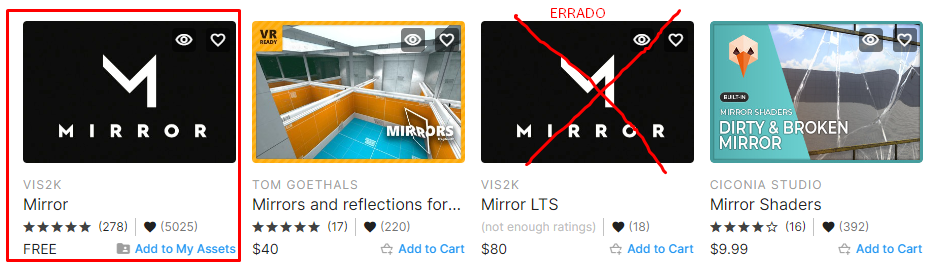 ERRADO
MIRROR
VIS2K
Mirror
(278) (5025)
FREE Add to My Assets
VR
READY
MIRRORS
TOM GOETHALS
Mirrors and reflections for...
(17) (220)
$40 Add to Cart
MIRROR
VIS2K
Mirror LTS
(not enough ratings) (18)
$80 Add to Cart
BUILT-IN
MIRROR SHADERS
DIRTY & BROKEN
MIRROR
CICONIA STUDIO
Mirror Shaders
(16) (392)
$9.99 Add to Cart